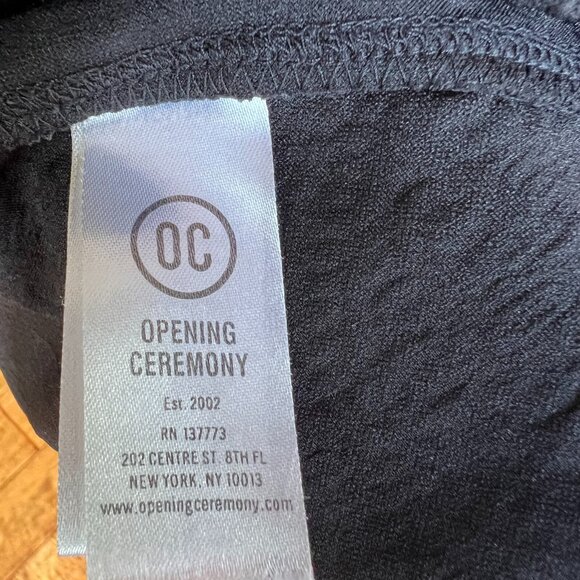 OC
OPENING
CEREMONY
Est. 2002
RN 137773
202 CENTRE ST. 8TH FL
NEW YORK, NY 10013
www.openingceremony.com